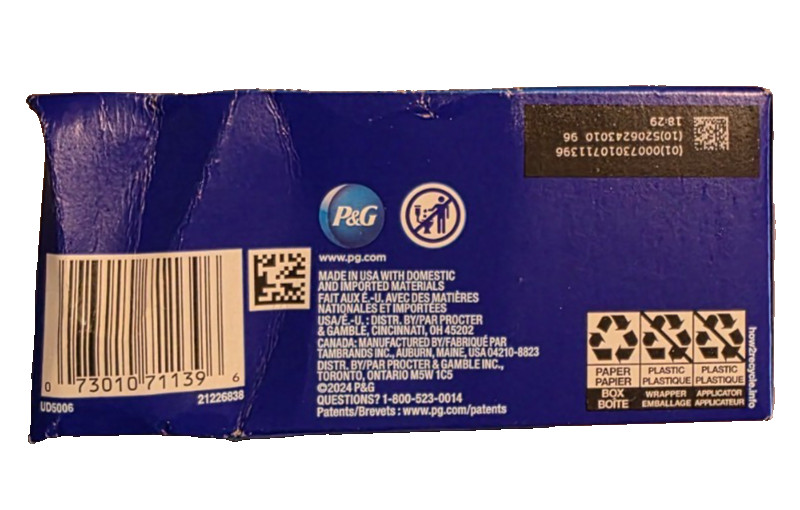 18:29
(10)5206243010 96
(01)00073010711396
P&G
www.pg.com
MADE IN USA WITH DOMESTIC
AND IMPORTED MATERIALS
FAIT AUX É.-U. AVEC DES MATIÈRES
NATIONALES ET IMPORTÉES
USA/É.-U. : DISTR. BY/PAR PROCTER
& GAMBLE, CINCINNATI, OH 45202
CANADA: MANUFACTURED BY/FABRIQUÉ PAR
TAMBRANDS INC., AUBURN, MAINE, USA 04210-8823
DISTR. BY/PAR PROCTER & GAMBLE INC.,
TORONTO, ONTARIO M5W 1C5
©2024 P&G
QUESTIONS? 1-800-523-0014
Patents/Brevets : www.pg.com/patents
0 73010 71139 6
UD5006 21226838
PAPER PLASTIC PLASTIC
PAPIER PLASTIQUE PLASTIQUE
BOX WRAPPER APPLICATOR
BOÎTE EMBALLAGE APPLICATEUR
how2recycle.info